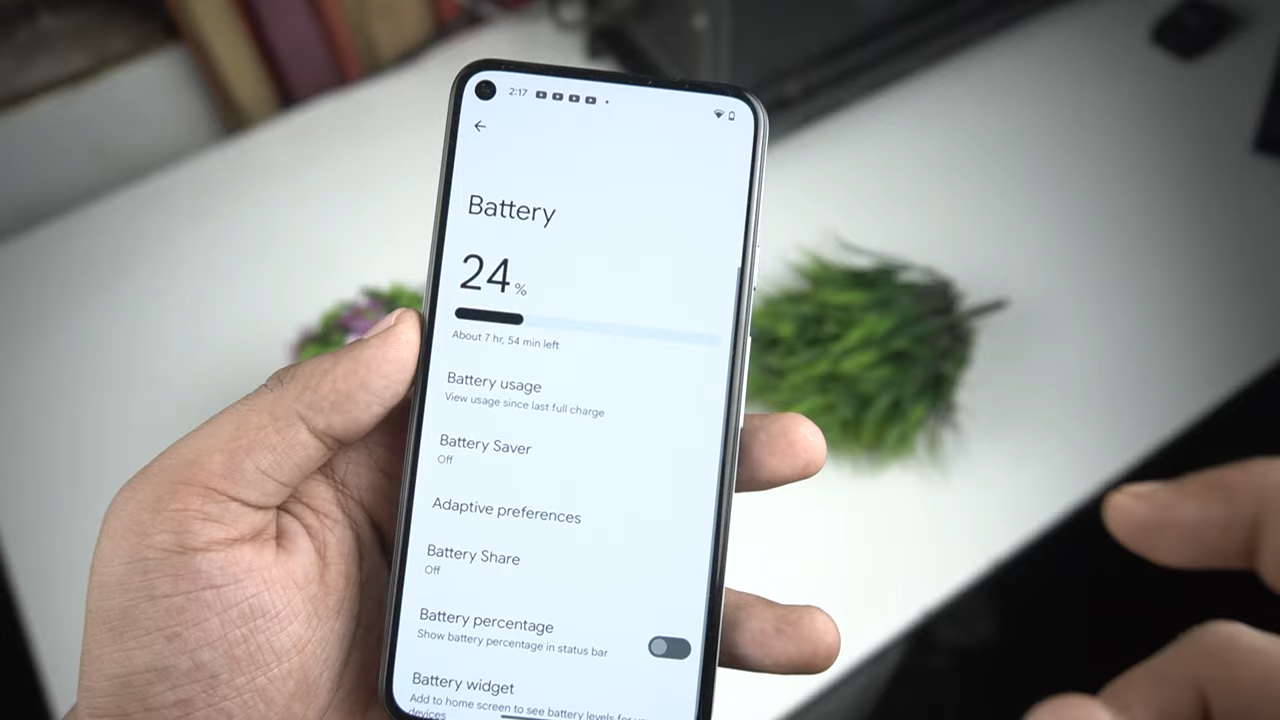 2:17
Battery
24%
About 7 hr, 54 min left
Battery usage
View usage since last full charge
Battery Saver
Off
Adaptive preferences
Battery Share
Off
Battery percentage
Show battery percentage in status bar
Battery widget
Add to home screen to see battery levels for
devices